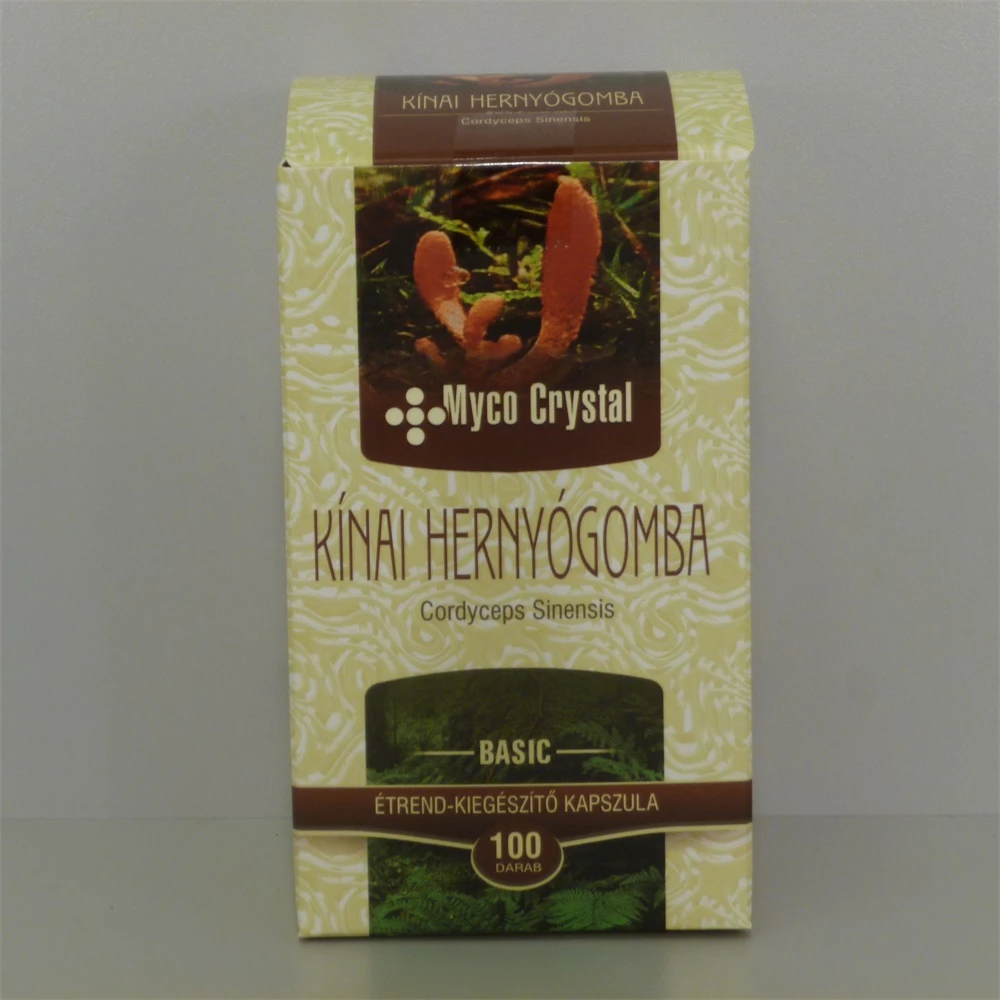 KÍNAI HERNYÓGOMBA
Cordyceps Sinensis
Myco Crystal
KÍNAI HERNYÓGOMBA
Cordyceps Sinensis
BASIC
ÉTREND-KIEGÉSZÍTŐ KAPSZULA
100
DARAB